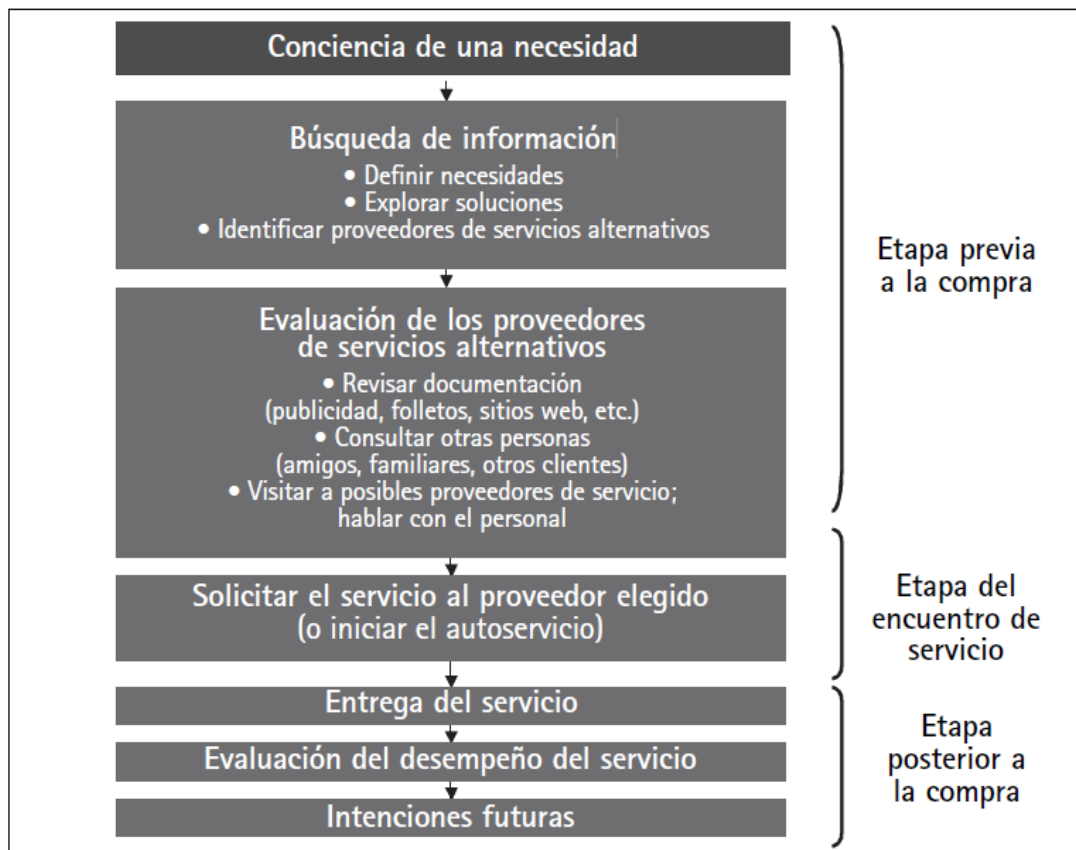 Conciencia de una necesidad
Búsqueda de información
• Definir necesidades
• Explorar soluciones
• Identificar proveedores de servicios alternativos
Evaluación de los proveedores
de servicios alternativos
• Revisar documentación
(publicidad, folletos, sitios web, etc.)
• Consultar otras personas
(amigos, familiares, otros clientes)
• Visitar a posibles proveedores de servicio;
hablar con el personal
Etapa previa
a la compra
Solicitar el servicio al proveedor elegido
(o iniciar el autoservicio)
Etapa del
encuentro de
servicio
Entrega del servicio
Evaluación del desempeño del servicio
Intenciones futuras
Etapa
posterior a
la compra